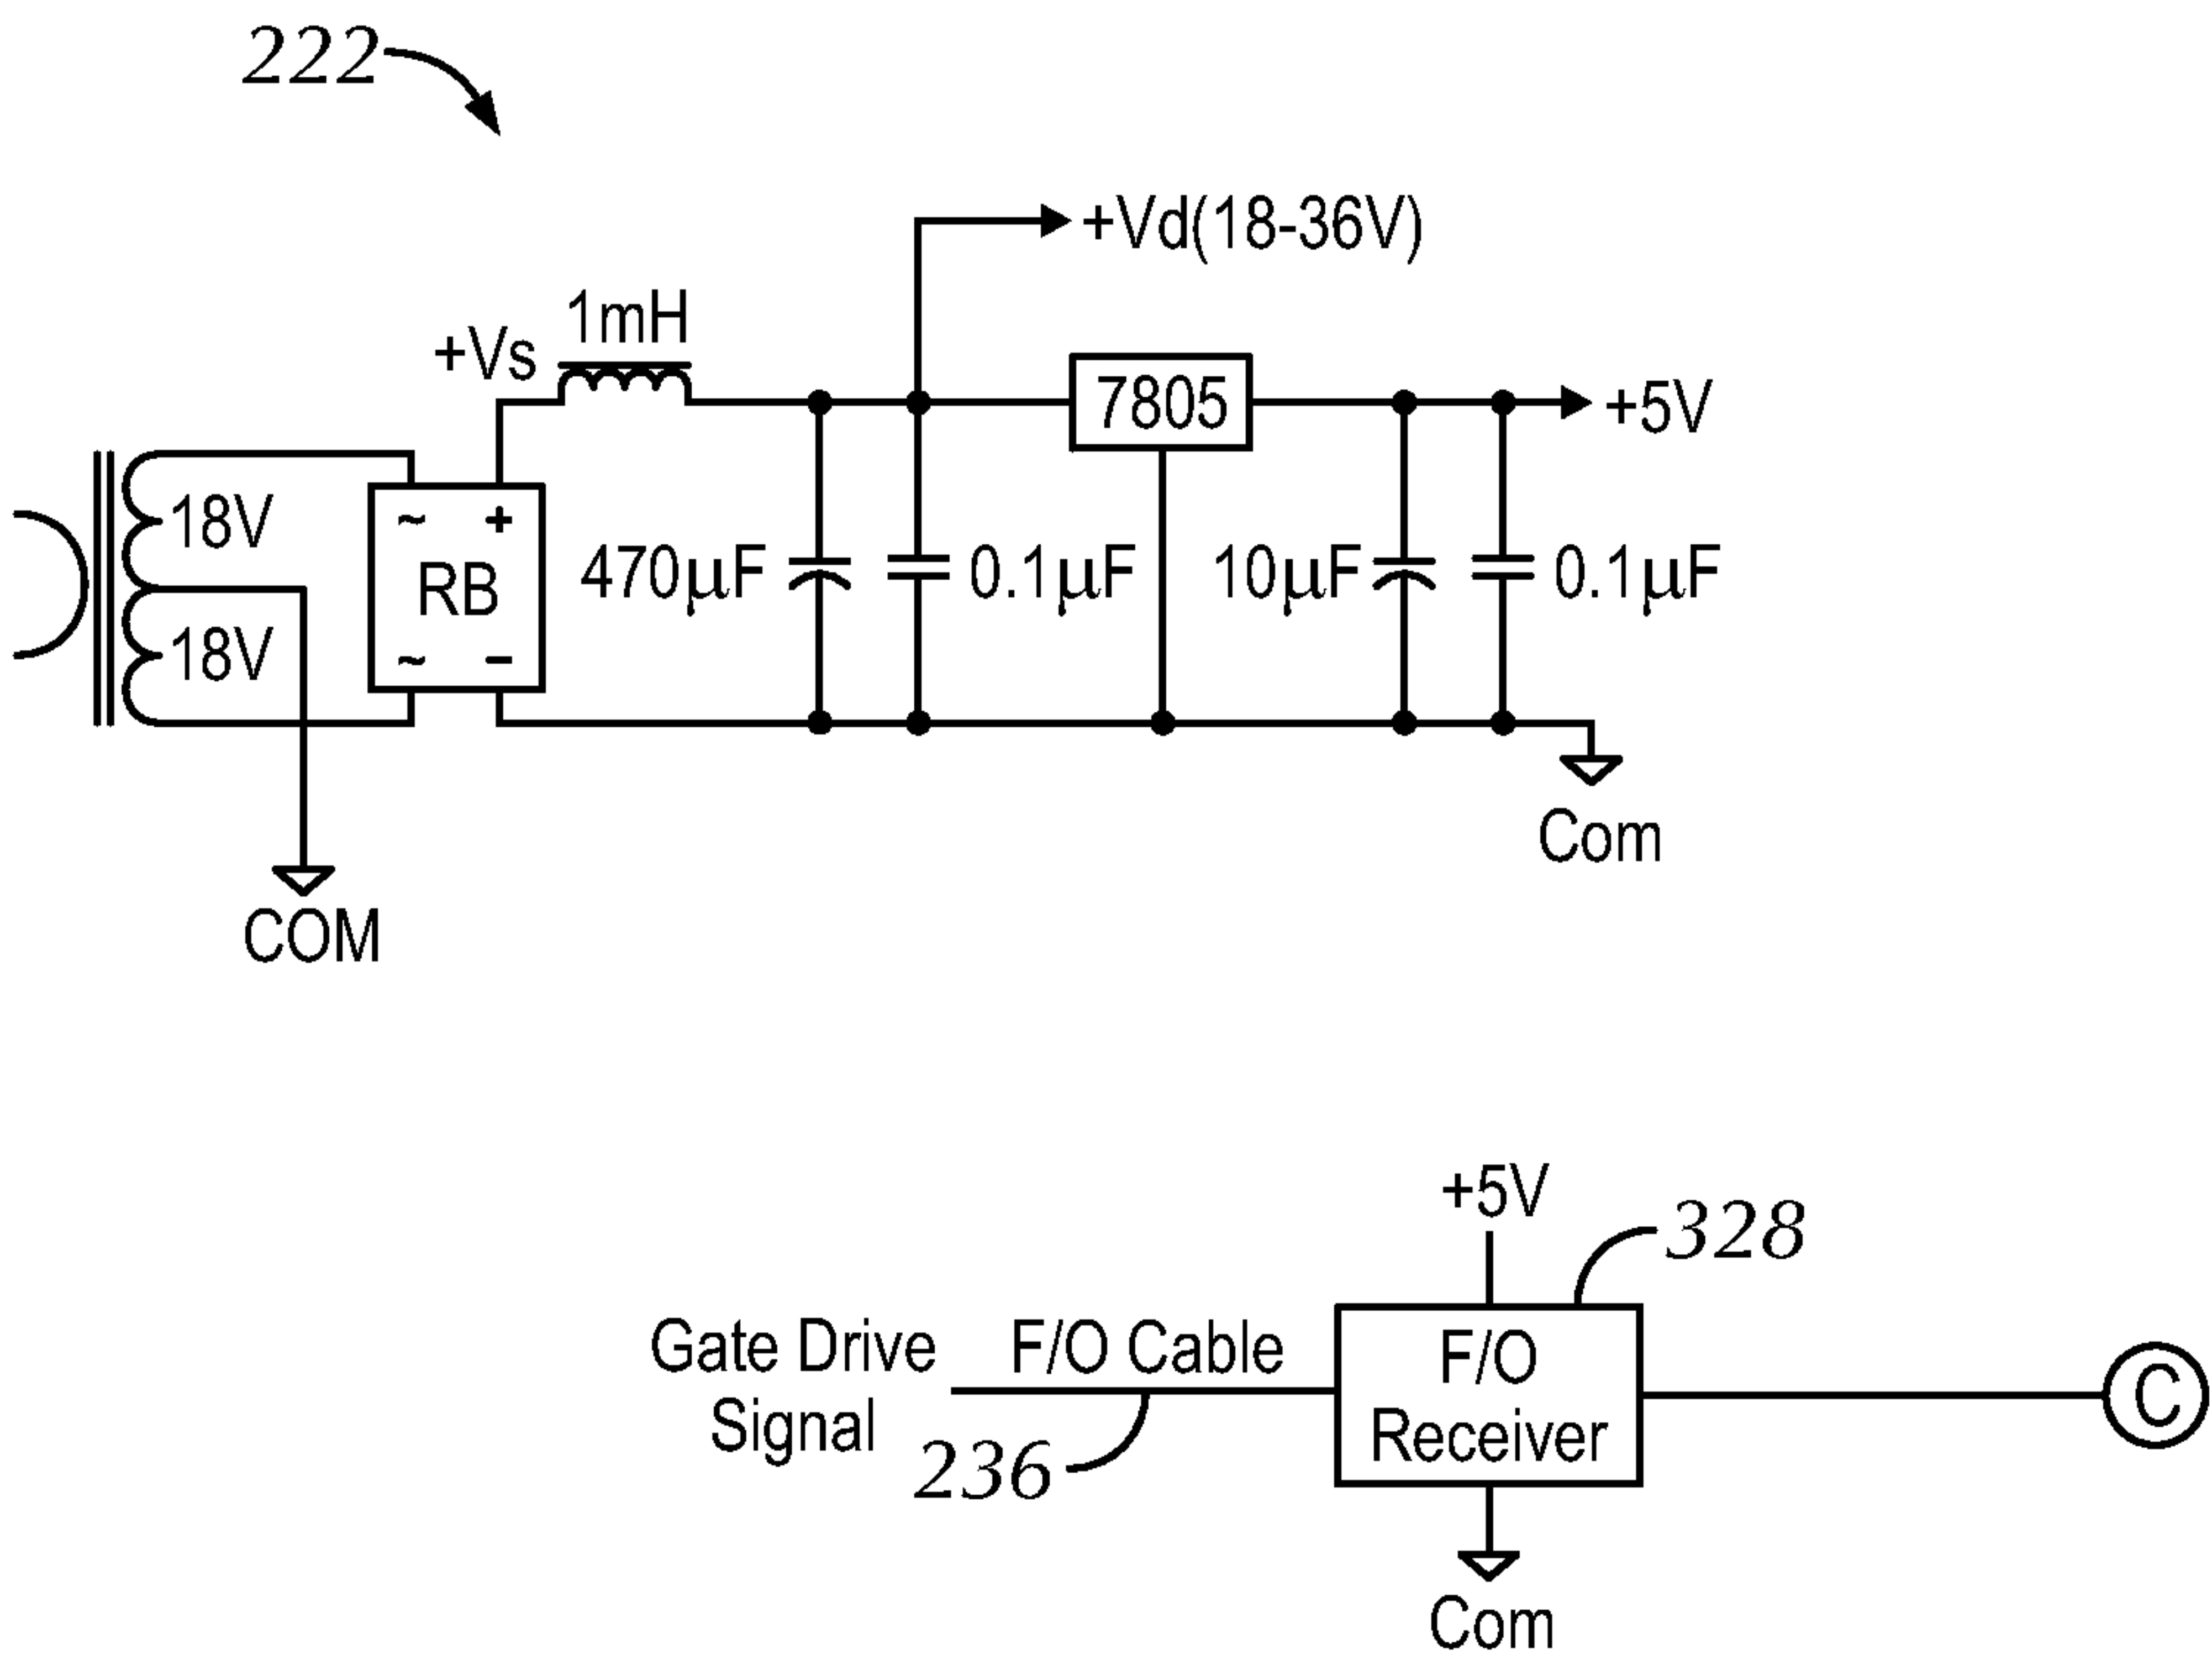 222
+Vd(18-36V)
1mH
+Vs
7805
+5V
18V
~ +
RB
470µF
0.1µF
10µF
0.1µF
18V
~ −
Com
COM
+5V
328
Gate Drive
Signal
F/O Cable
F/O
Receiver
C
236
Com